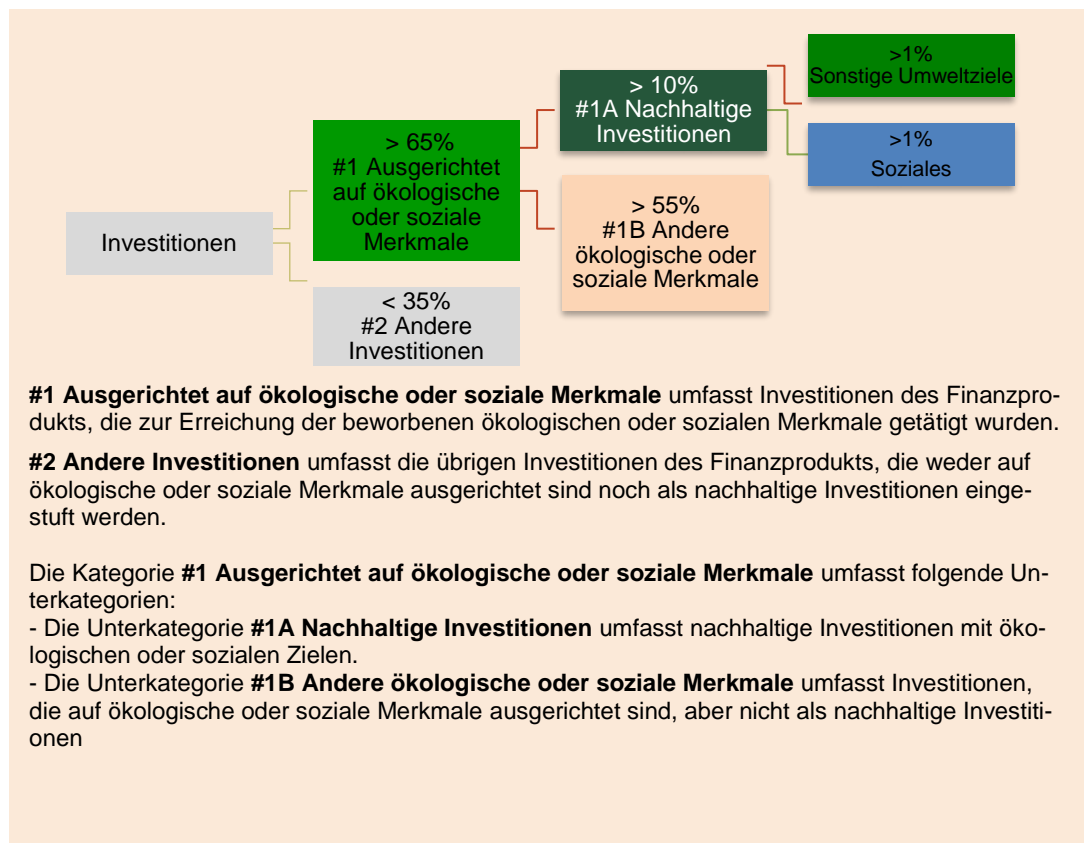 Investitionen
> 65%
#1 Ausgerichtet
auf ökologische
oder soziale
Merkmale
< 35%
#2 Andere
Investitionen
> 10%
#1A Nachhaltige
Investitionen
> 55%
#1B Andere
ökologische oder
soziale Merkmale
>1%
Sonstige Umweltziele
>1%
Soziales
#1 Ausgerichtet auf ökologische oder soziale Merkmale umfasst Investitionen des Finanzpro-
dukts, die zur Erreichung der beworbenen ökologischen oder sozialen Merkmale getätigt wurden.
#2 Andere Investitionen umfasst die übrigen Investitionen des Finanzprodukts, die weder auf
ökologische oder soziale Merkmale ausgerichtet sind noch als nachhaltige Investitionen einge-
stuft werden.
Die Kategorie #1 Ausgerichtet auf ökologische oder soziale Merkmale umfasst folgende Un-
terkategorien:
- Die Unterkategorie #1A Nachhaltige Investitionen umfasst nachhaltige Investitionen mit öko-
logischen oder sozialen Zielen.
- Die Unterkategorie #1B Andere ökologische oder soziale Merkmale umfasst Investitionen,
die auf ökologische oder soziale Merkmale ausgerichtet sind, aber nicht als nachhaltige Investiti-
onen